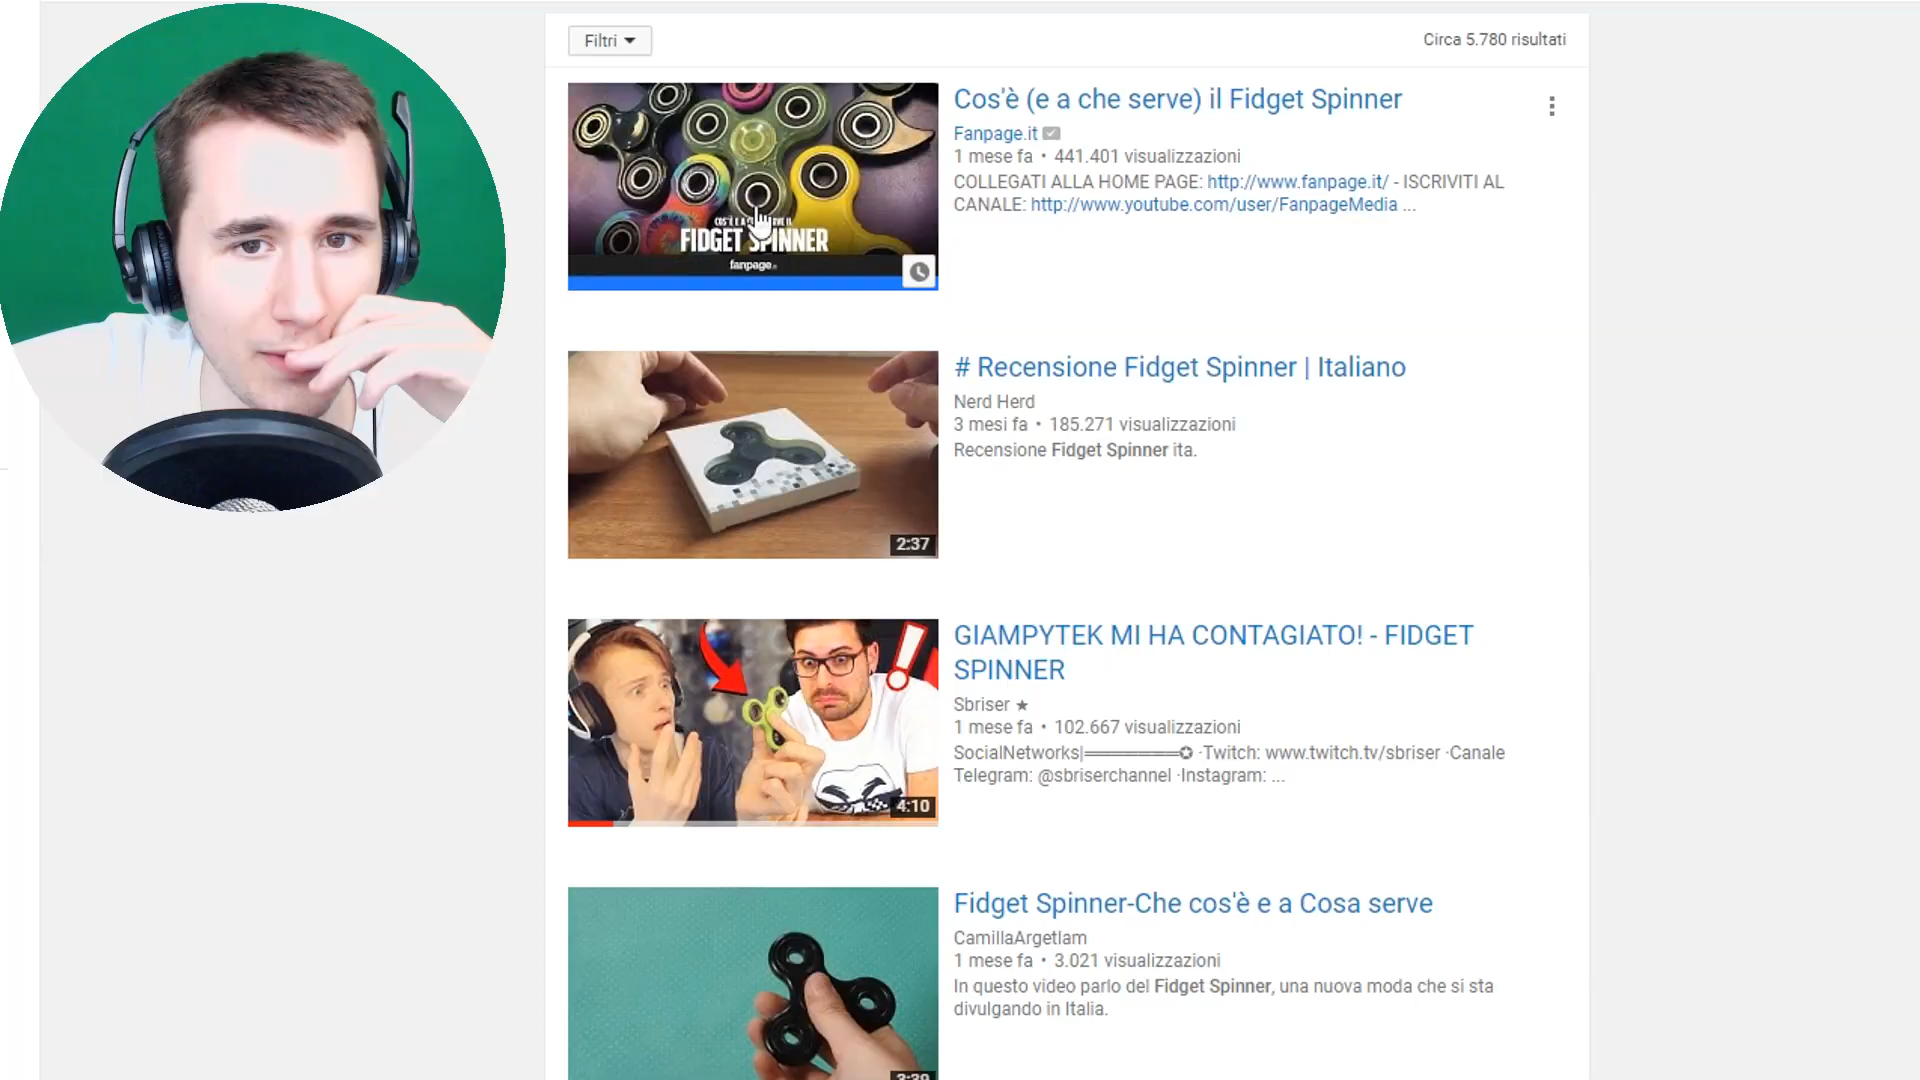 Filtri
Circa 5.780 risultati
Cos'è (e a che serve) il Fidget Spinner
Fanpage.it
1 mese fa • 441.401 visualizzazioni
COLLEGATI ALLA HOME PAGE: http://www.fanpage.it/ - ISCRIVITI AL
CANALE: http://www.youtube.com/user/FanpageMedia ...
FIDGET SPINNER
fanpage
# Recensione Fidget Spinner | Italiano
Nerd Herd
3 mesi fa • 185.271 visualizzazioni
Recensione Fidget Spinner ita.
2:37
GIAMPYTEK MI HA CONTAGIATO! - FIDGET
SPINNER
Sbriser ★
1 mese fa • 102.667 visualizzazioni
SocialNetworks|══════════✪ ·Twitch: www.twitch.tv/sbriser ·Canale
Telegram: @sbriserchannel ·Instagram: ...
4:10
Fidget Spinner-Che cos'è e a Cosa serve
CamillaArgetlam
1 mese fa • 3.021 visualizzazioni
In questo video parlo del Fidget Spinner, una nuova moda che si sta
divulgando in Italia.